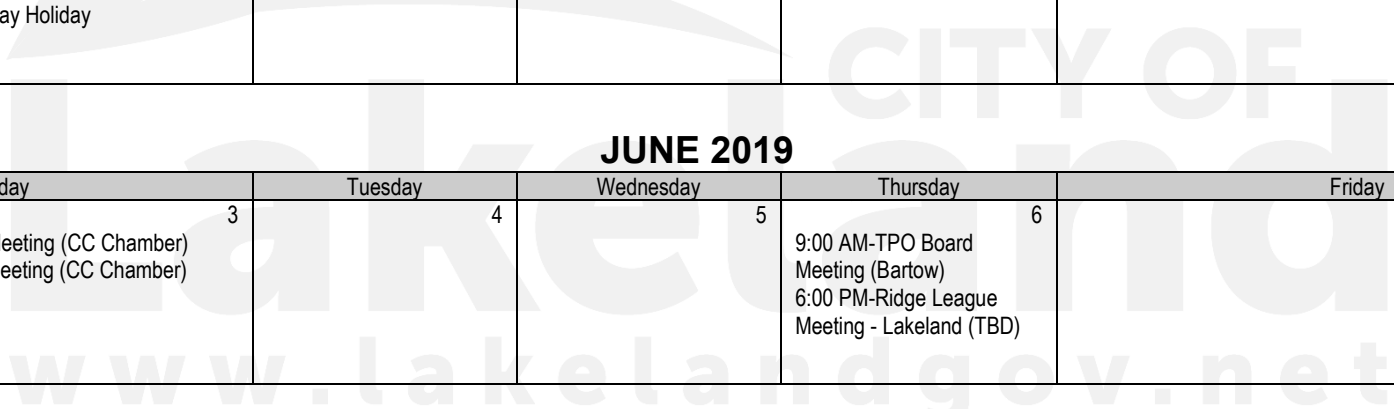 ay Holiday
CITY OF
Lakeland
JUNE 2019
day Tuesday Wednesday Thursday Friday
3 4 5 6
eeting (CC Chamber)
eeting (CC Chamber)
9:00 AM-TPO Board
Meeting (Bartow)
6:00 PM-Ridge League
Meeting - Lakeland (TBD)
www.lakelandgov.net